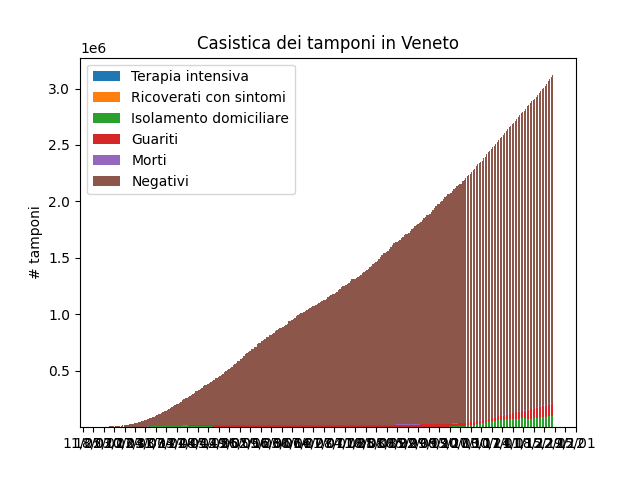 Casistica dei tamponi in Veneto
1e6
Terapia intensiva
Ricoverati con sintomi
Isolamento domiciliare
Guariti
Morti
Negativi
3.0
2.5
2.0
1.5
1.0
0.5
# tamponi